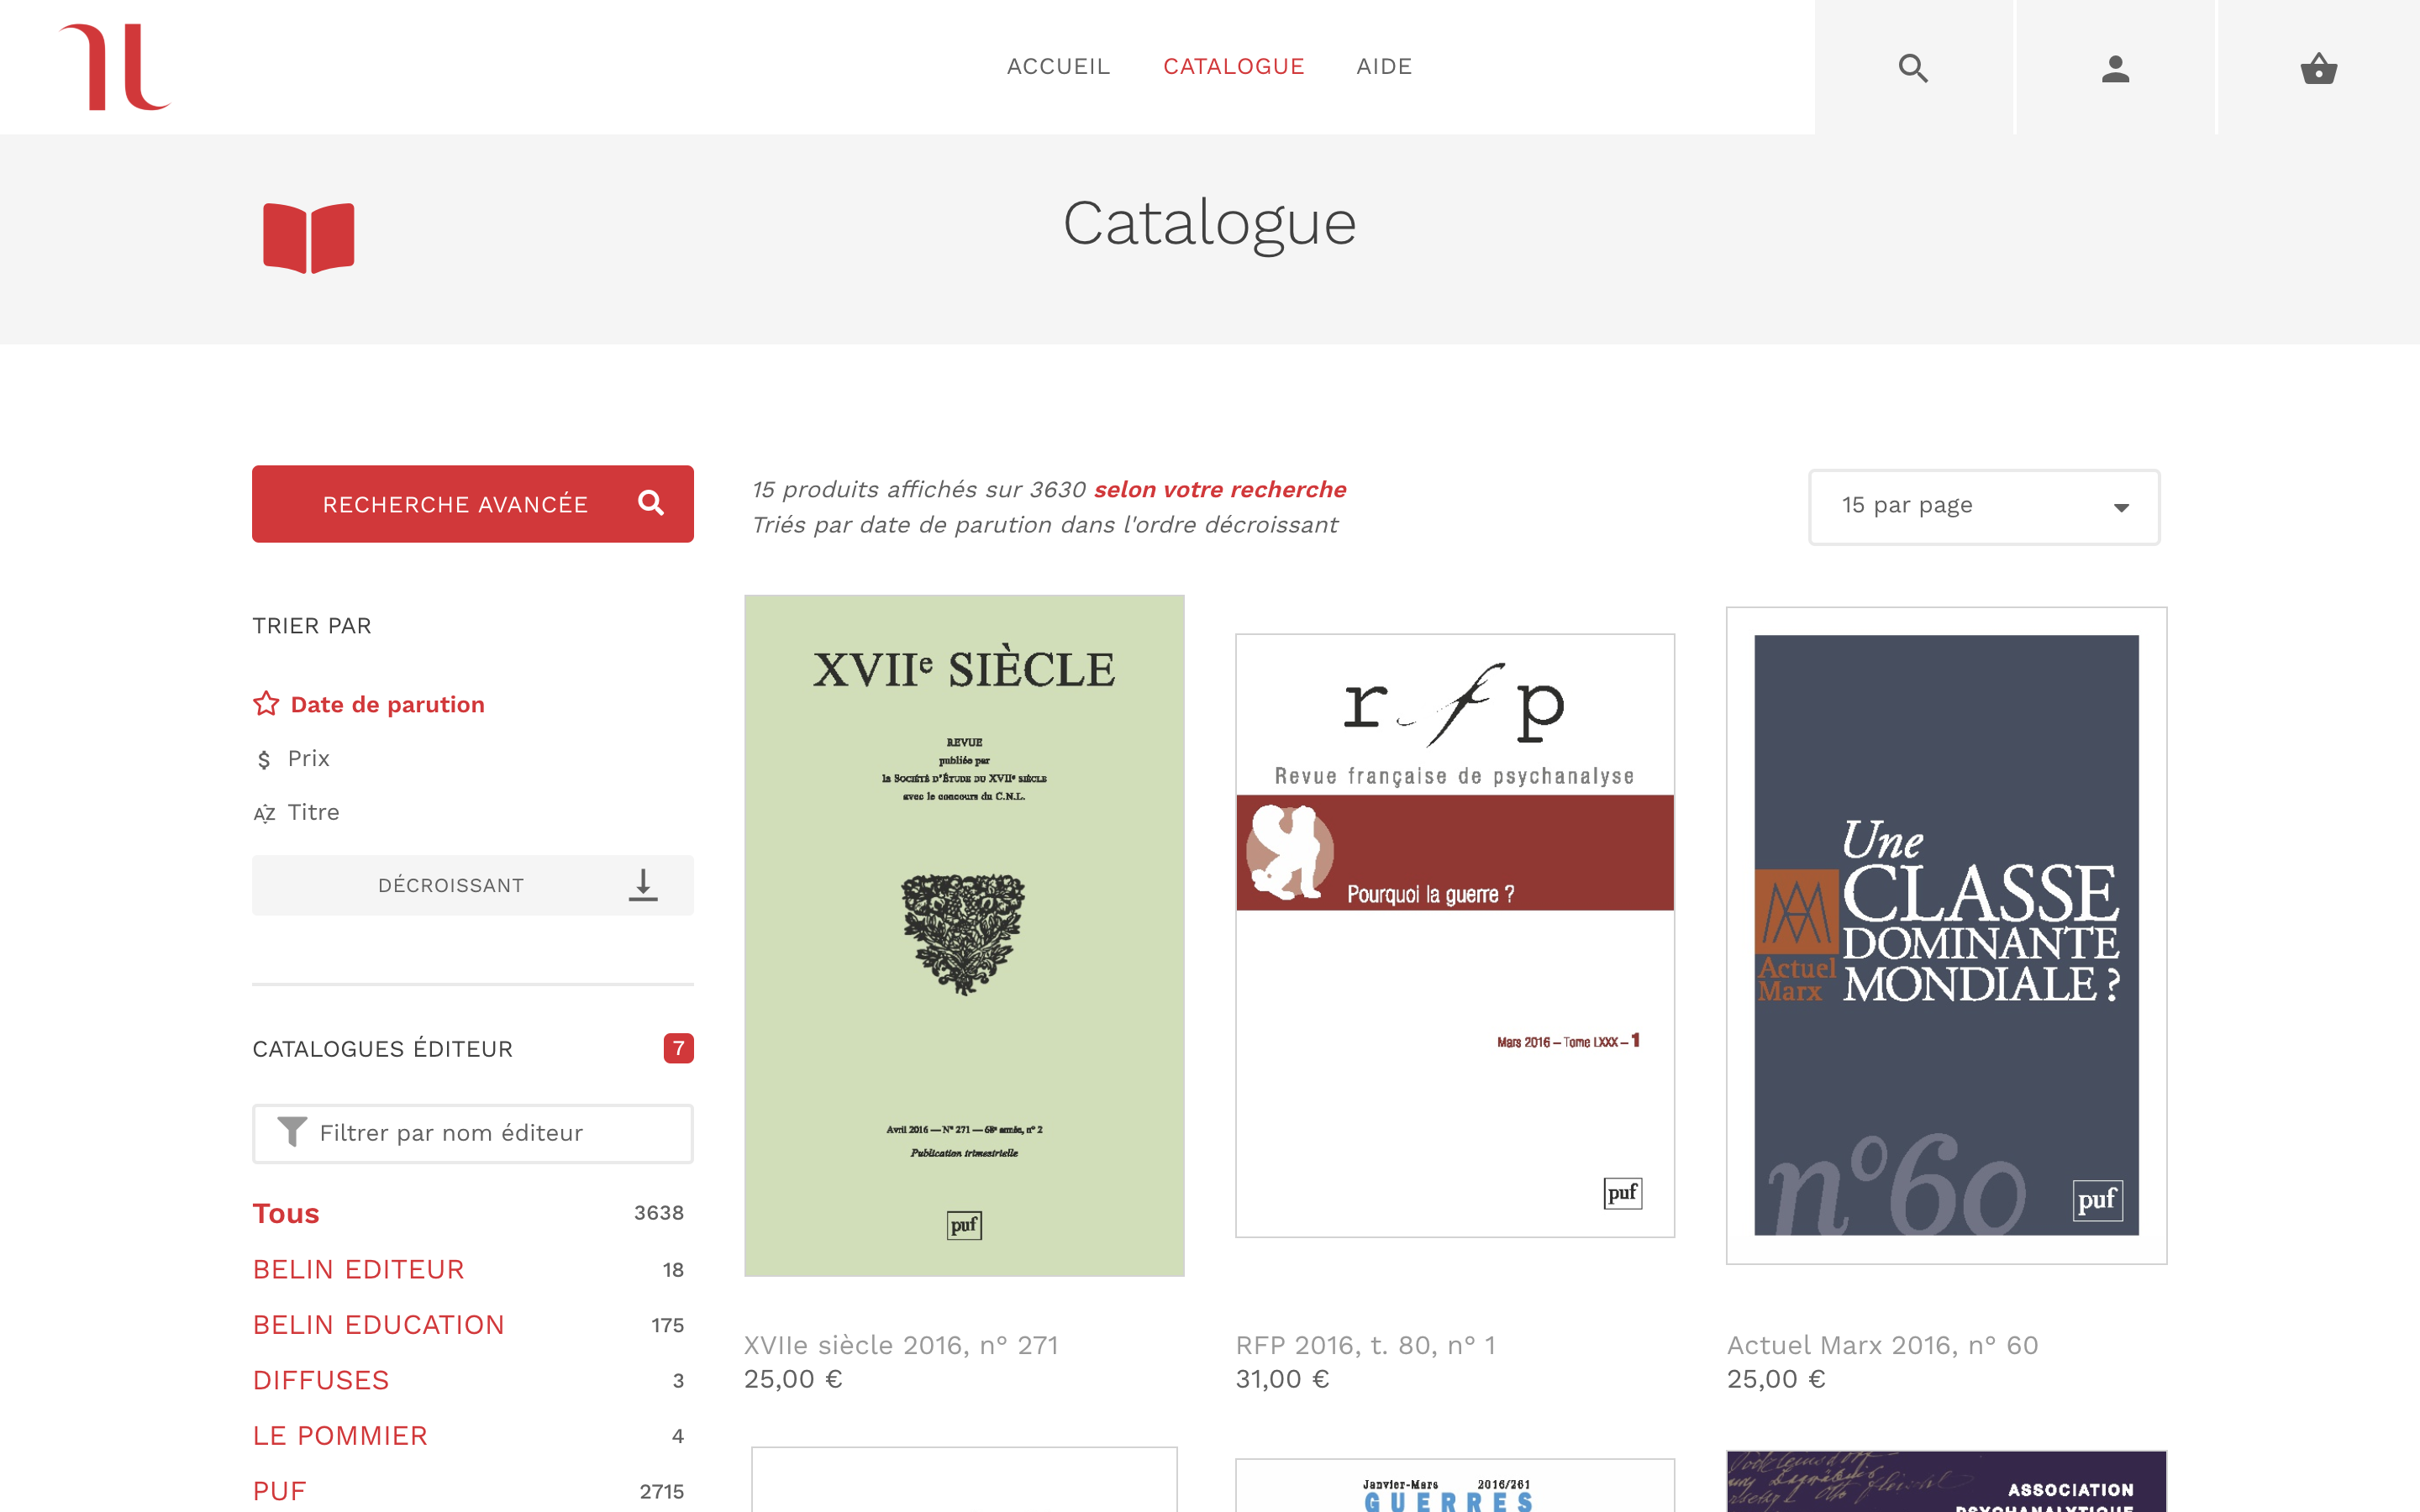 ACCUEIL CATALOGUE AIDE
Catalogue
RECHERCHE AVANCÉE
15 produits affichés sur 3630 selon votre recherche
Triés par date de parution dans l'ordre décroissant
15 par page
TRIER PAR
Date de parution
$ Prix
AZ Titre
DÉCROISSANT
CATALOGUES ÉDITEUR 7
Filtrer par nom éditeur
Tous 3638
BELIN EDITEUR 18
BELIN EDUCATION 175
DIFFUSES 3
LE POMMIER 4
PUF 2715
XVIIe SIÈCLE
REVUE
publiée par
la SOCIÉTÉ D'ÉTUDE DU XVIIe SIÈCLE
avec le concours du C.N.L.
Avril 2016 — N° 271 — 68e année, n° 2
Publication trimestrielle
puf
XVIIe siècle 2016, n° 271
25,00 €
rfp
Revue française de psychanalyse
Pourquoi la guerre ?
Mars 2016 – Tome LXXX – 1
puf
RFP 2016, t. 80, n° 1
31,00 €
Une
CLASSE
DOMINANTE
MONDIALE ?
Actuel
Marx
n°60
puf
Actuel Marx 2016, n° 60
25,00 €
Janvier-Mars 2016/261
GUERRES
ASSOCIATION
PSYCHANALYTIQUE